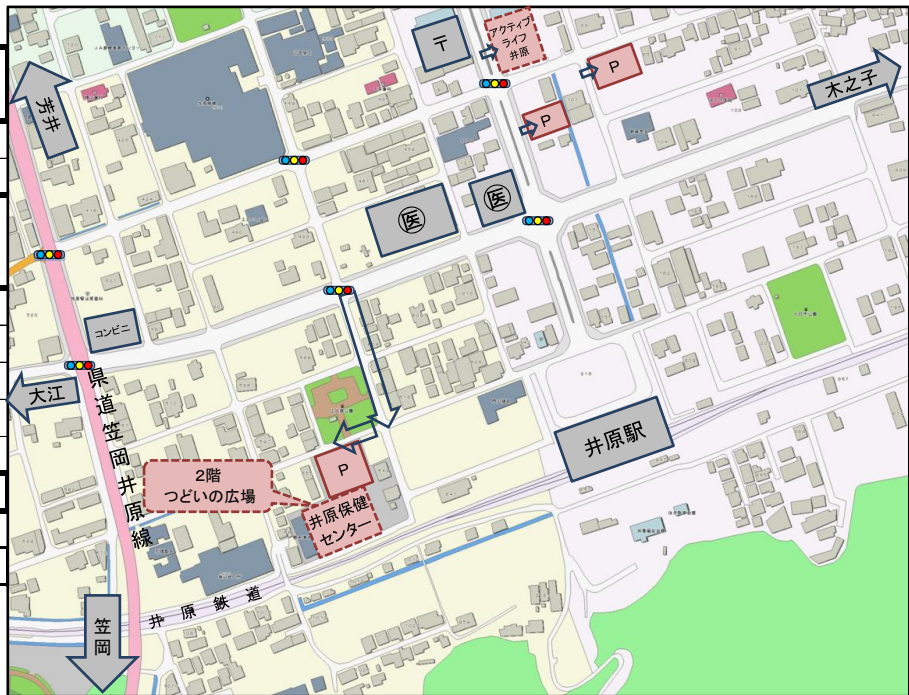 〒
アクティブ
ライフ
井原
P
P
木之子
芳井
医
医
コンビニ
大江
県道笠岡井原線
井原駅
P
2階
つどいの広場
井原保健
センター
井原鉄道
笠岡